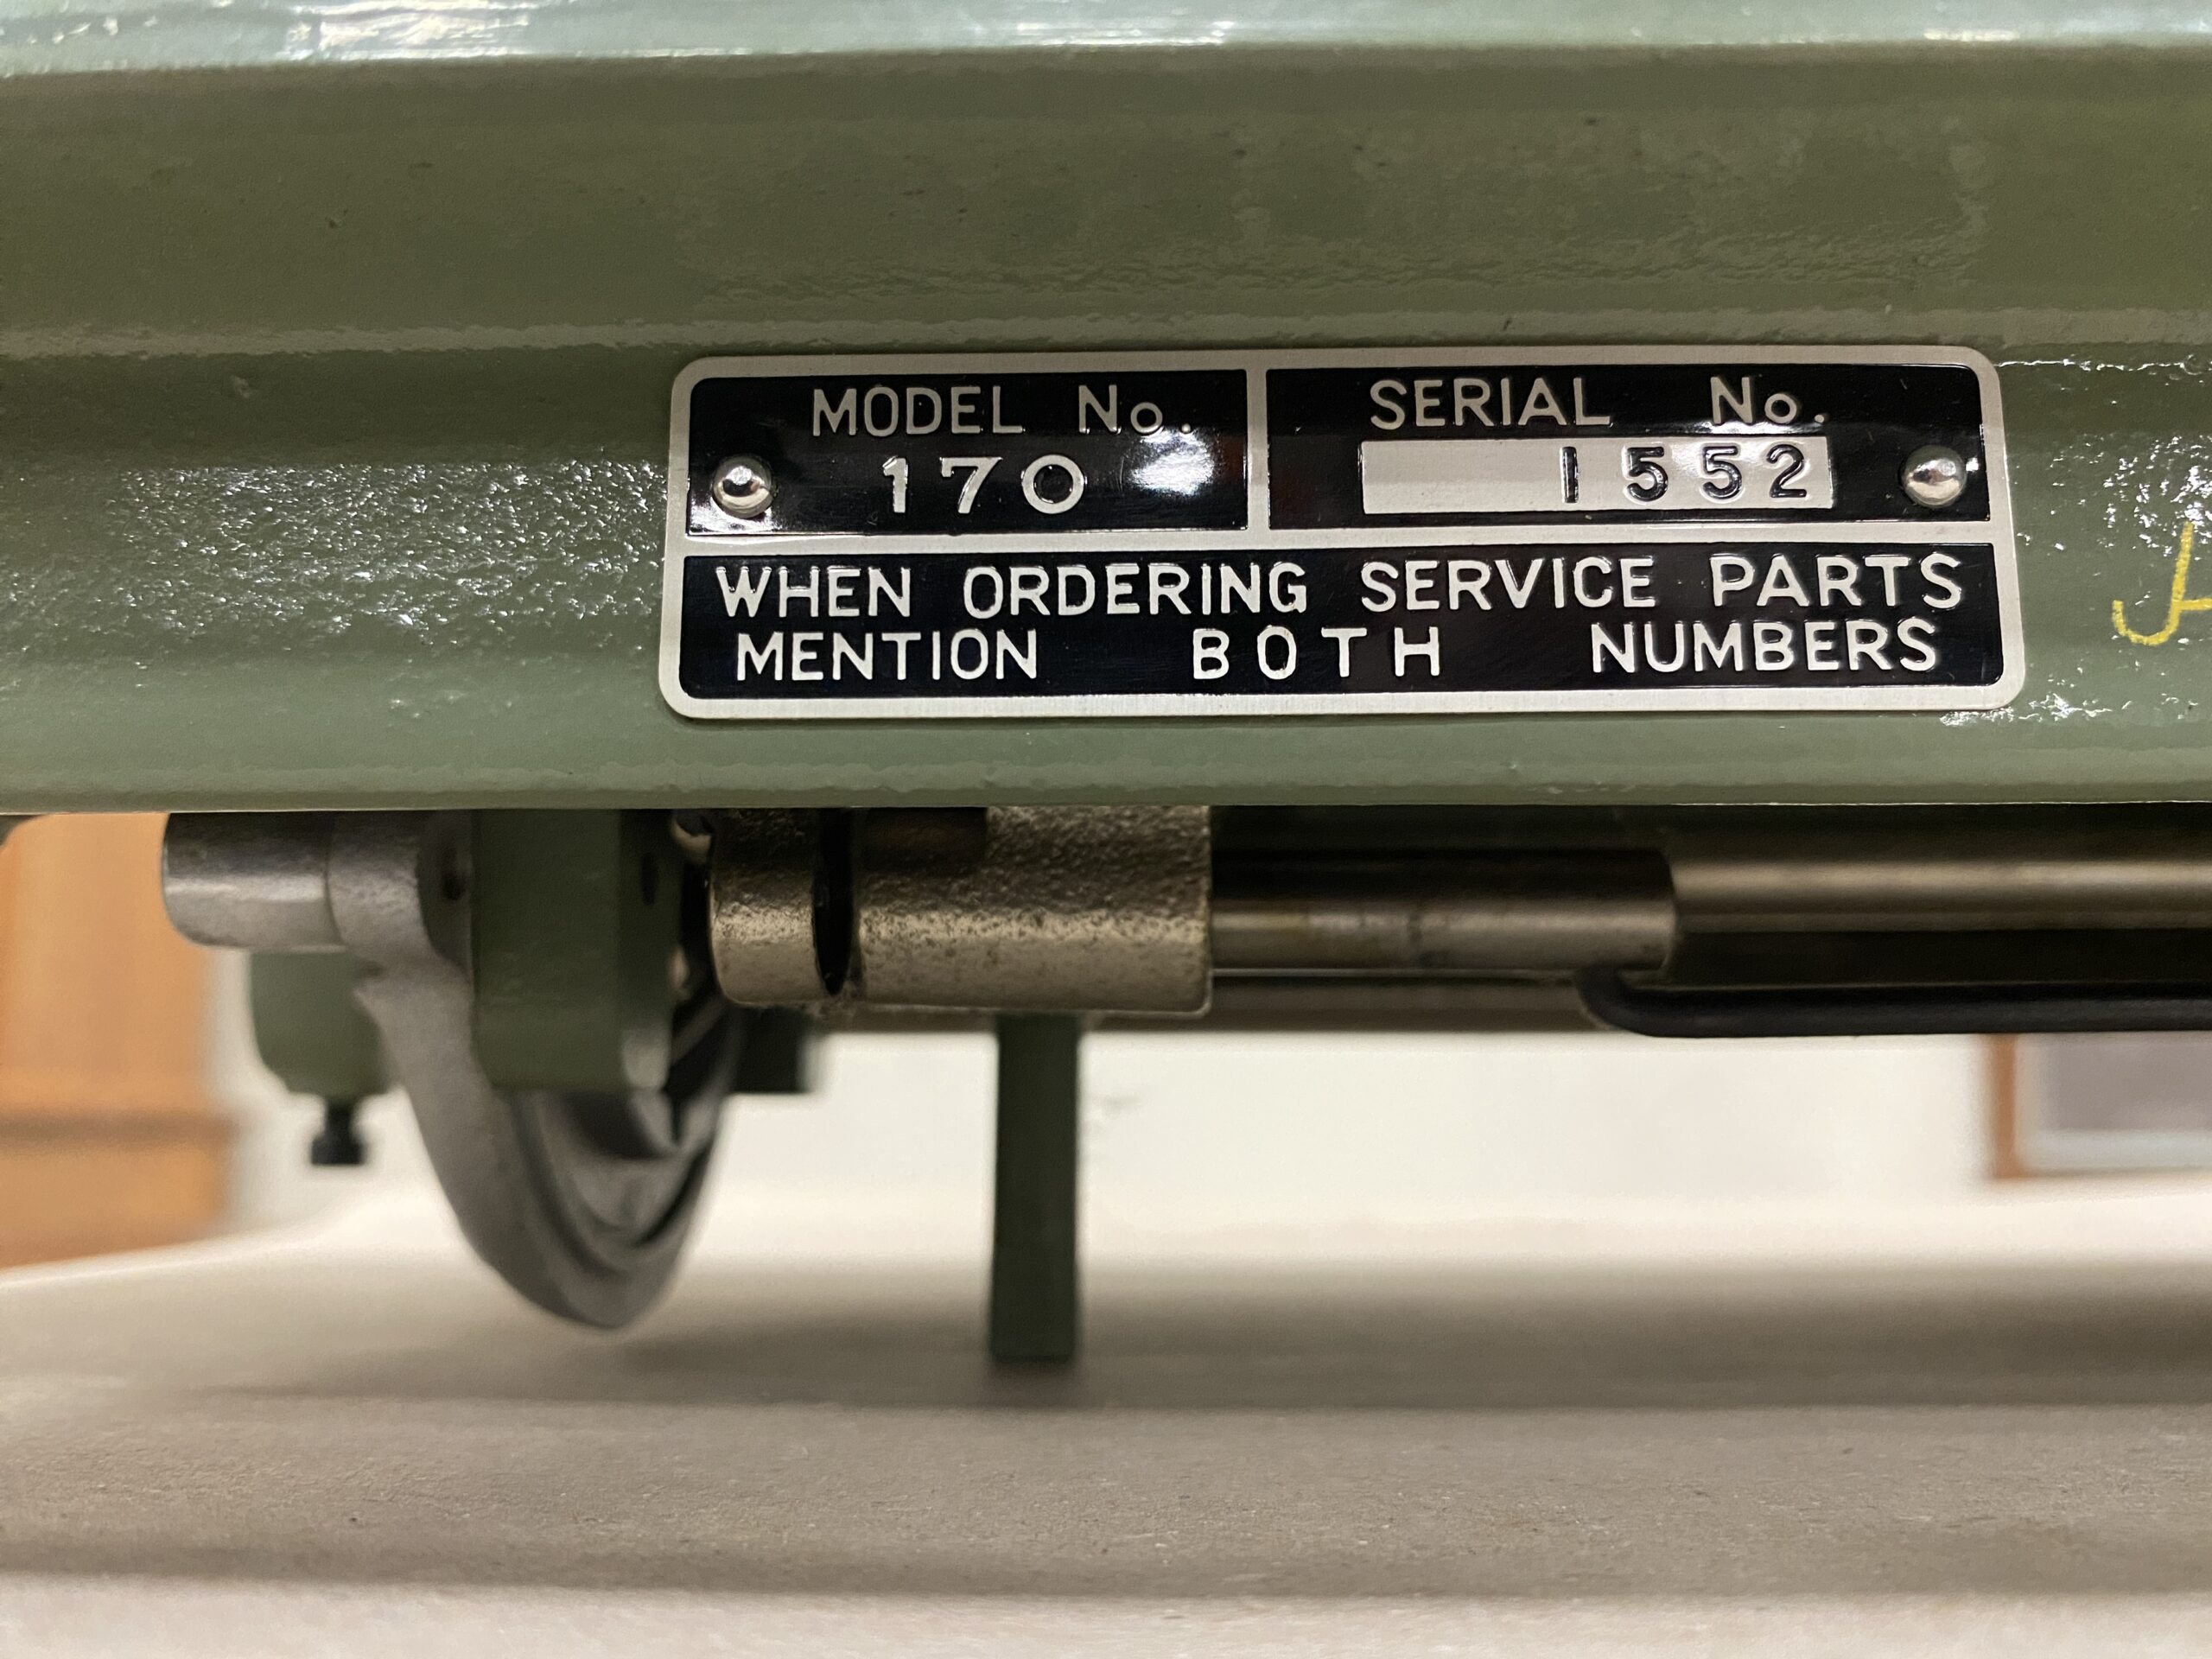 MODEL No.
170
SERIAL No.
1552
WHEN ORDERING SERVICE PARTS
MENTION BOTH NUMBERS